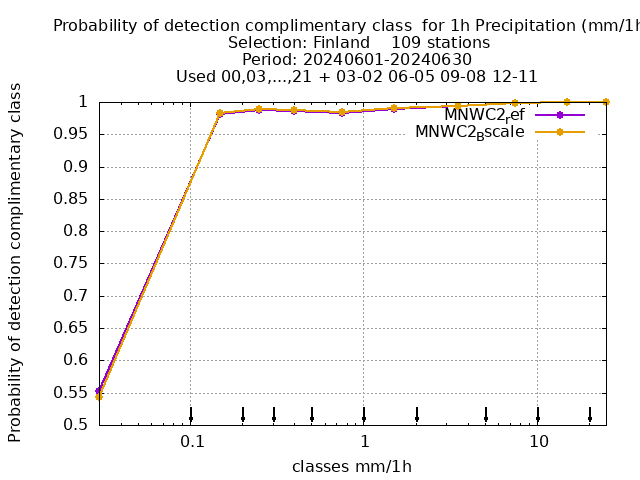 Probability of detection complimentary class  for 1h Precipitation (mm/1h
Selection: Finland    109 stations
Period: 20240601-20240630
Used 00,03,...,21 + 03-02 06-05 09-08 12-11
Probability of detection complimentary class
1
0.95
0.9
0.85
0.8
0.75
0.7
0.65
0.6
0.55
0.5
MNWC2ref
MNWC2Bscale
0.1
1
10
classes mm/1h